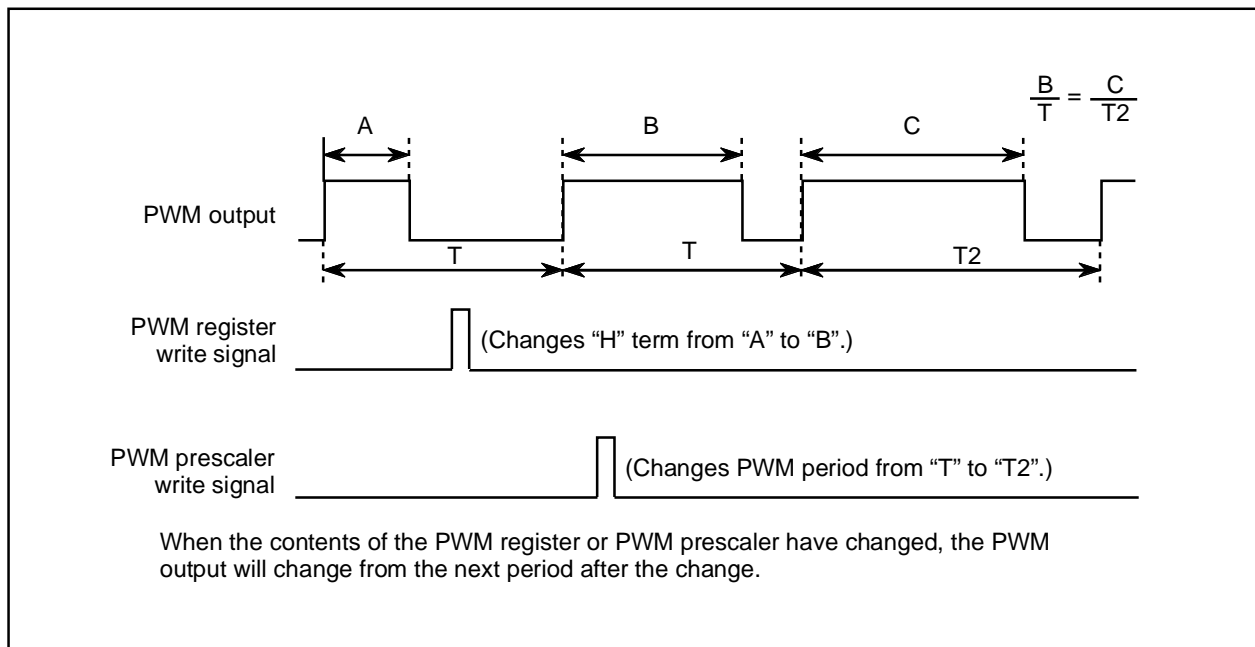 B/T = C/T2
A
B
C
PWM output
T
T
T2
PWM register
write signal
(Changes “H” term from “A” to “B”.)
PWM prescaler
write signal
(Changes PWM period from “T” to “T2”.)
When the contents of the PWM register or PWM prescaler have changed, the PWM
output will change from the next period after the change.